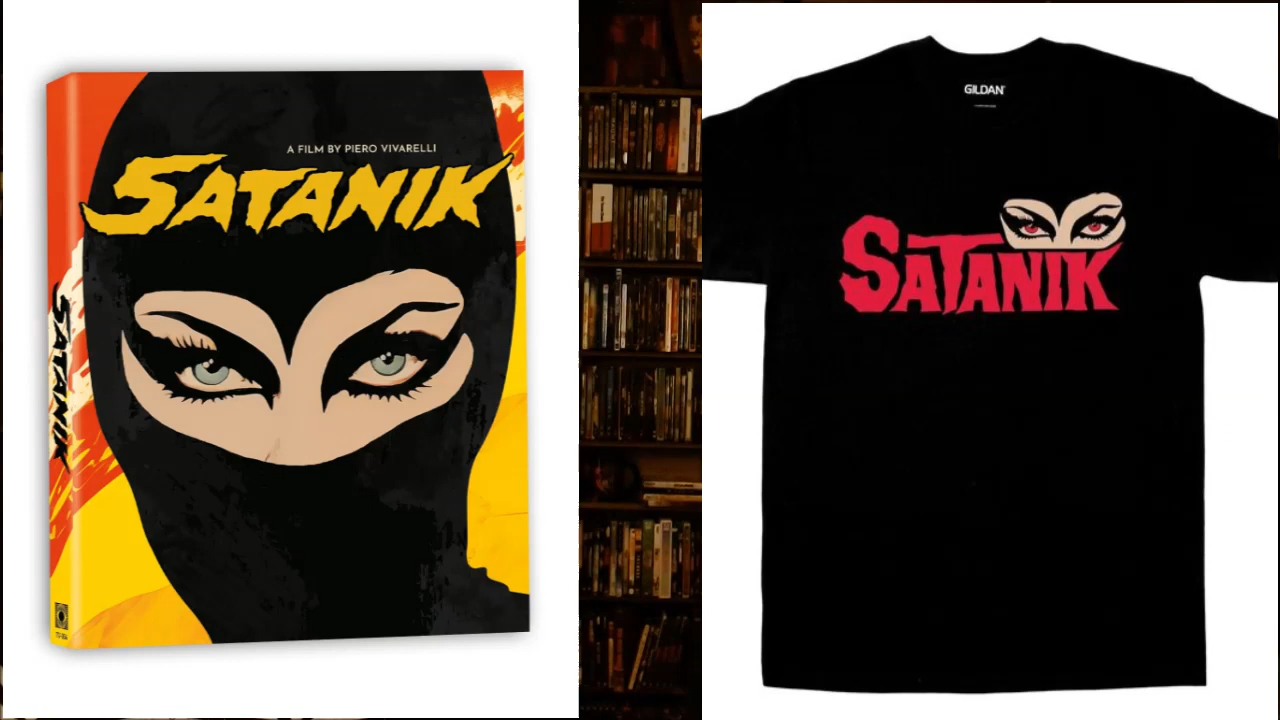 A FILM BY PIERO VIVARELLI
SATANIK
SATANIK
GILDAN
SATANIK